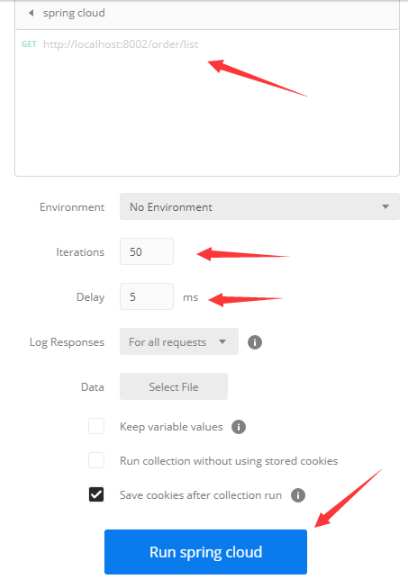 spring cloud
GET http://localhost:8002/order/list
Environment No Environment
Iterations 50
Delay 5 ms
Log Responses For all requests
Data Select File
Keep variable values
Run collection without using stored cookies
Save cookies after collection run
Run spring cloud